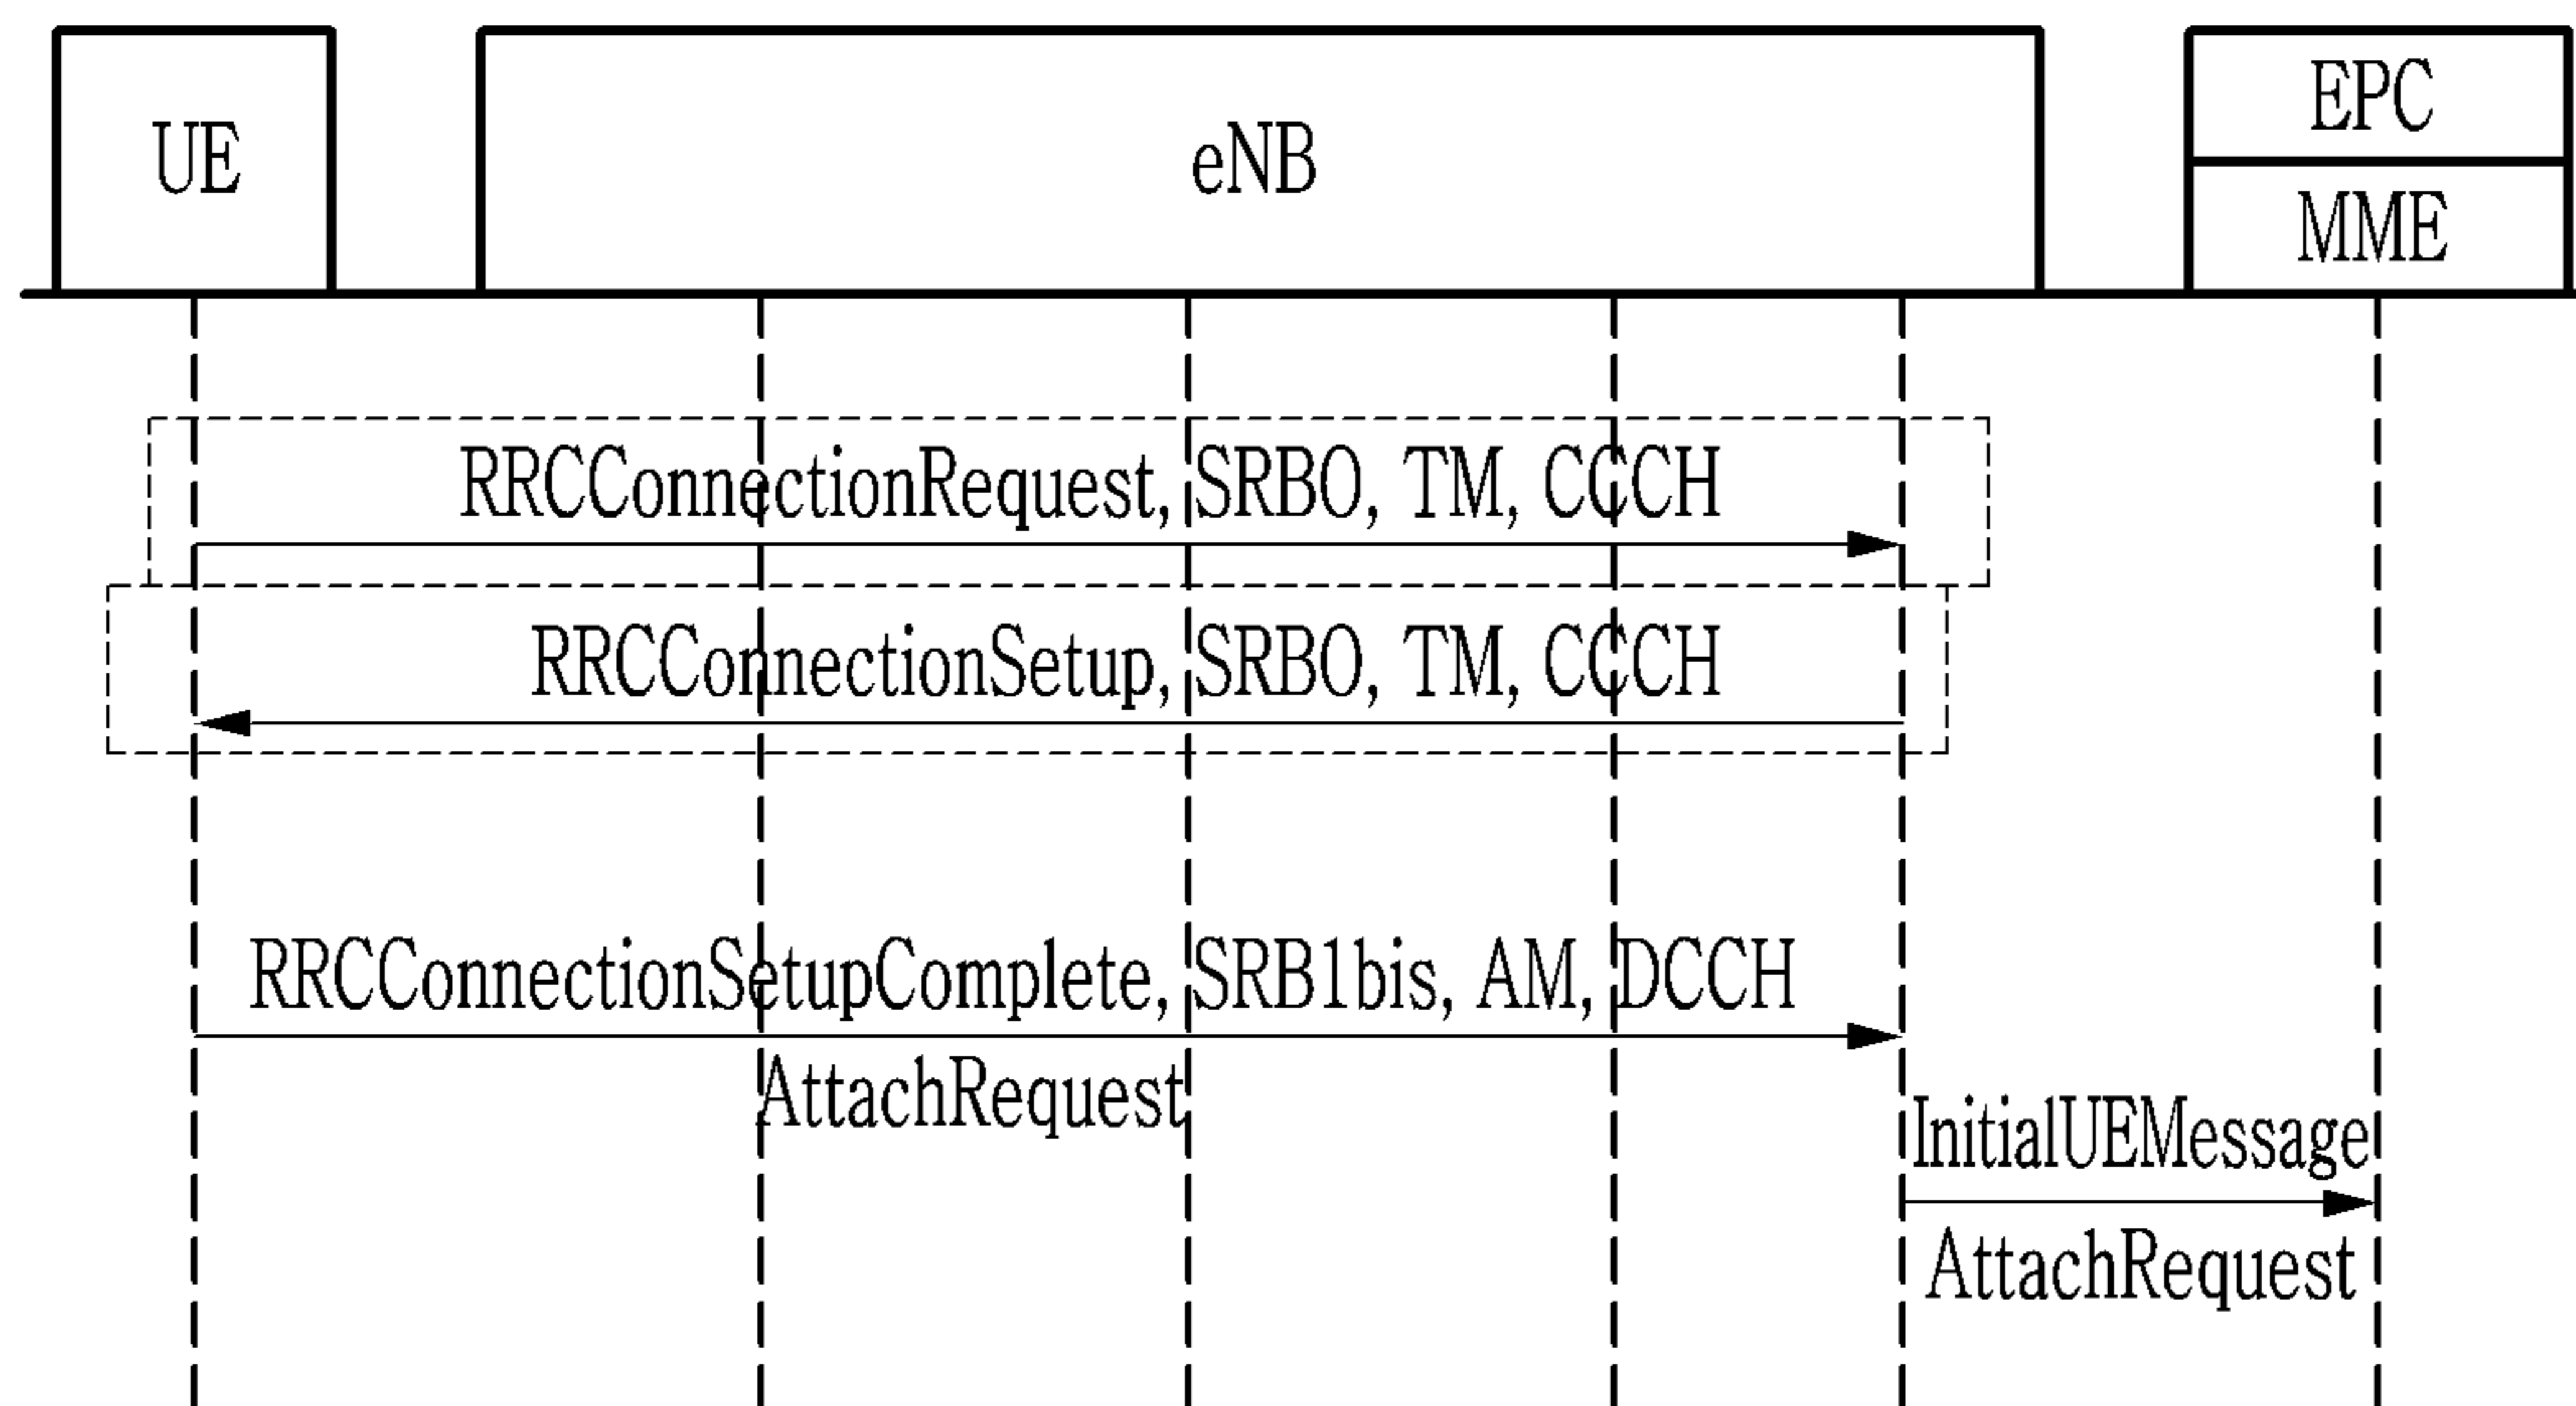 UE
eNB
EPC
MME
RRCConnectionRequest, SRBO, TM, CCCH
RRCConnectionSetup, SRBO, TM, CCCH
RRCConnectionSetupComplete, SRB1bis, AM, DCCH
AttachRequest
InitialUEMessage
AttachRequest